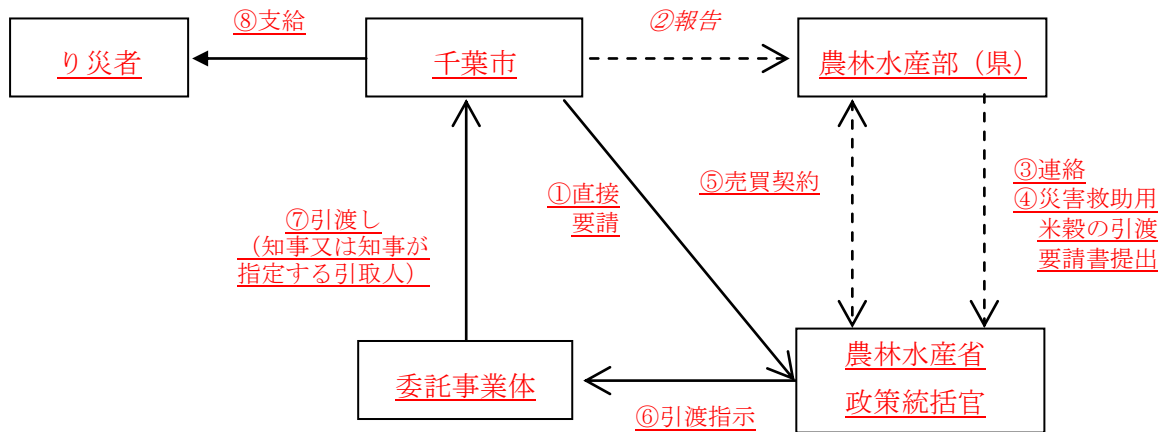 ⑧支給
②報告
り災者
千葉市
農林水産部（県）
①直接
要請
⑤売買契約
③連絡
④災害救助用
米穀の引渡
要請書提出
⑦引渡し
（知事又は知事が
指定する引取人）
委託事業体
農林水産省
政策統括官
⑥引渡指示